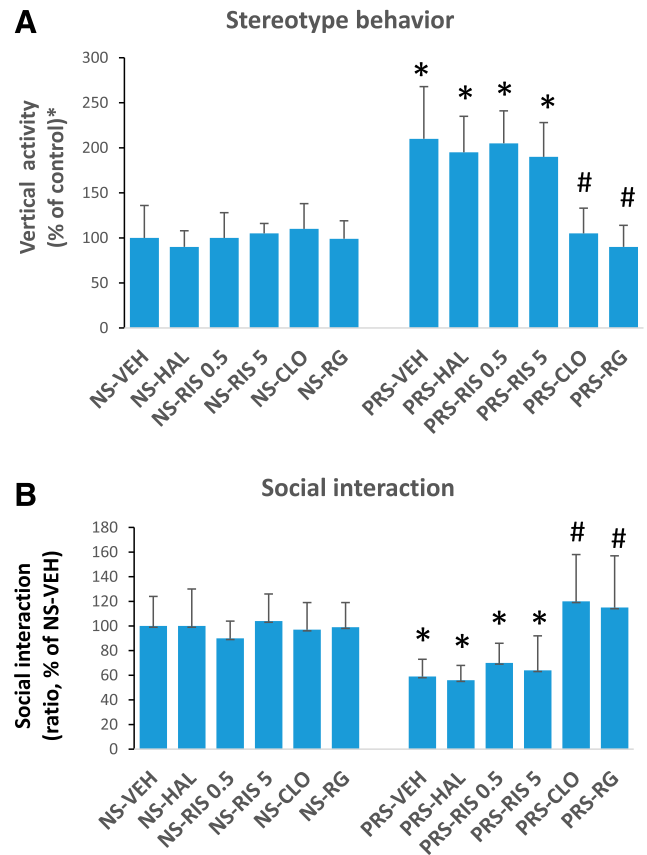 A
Stereotype behavior
Vertical activity
(% of control)*
300
250
200
150
100
50
0
* * * * # #
NS-VEH
NS-HAL
NS-RIS 0.5
NS-RIS 5
NS-CLO
NS-RG
PRS-VEH
PRS-HAL
PRS-RIS 0.5
PRS-RIS 5
PRS-CLO
PRS-RG
B
Social interaction
Social interaction
(ratio, % of NS-VEH)
180
160
140
120
100
80
60
40
20
0
* * * * # #
NS-VEH
NS-HAL
NS-RIS 0.5
NS-RIS 5
NS-CLO
NS-RG
PRS-VEH
PRS-HAL
PRS-RIS 0.5
PRS-RIS 5
PRS-CLO
PRS-RG